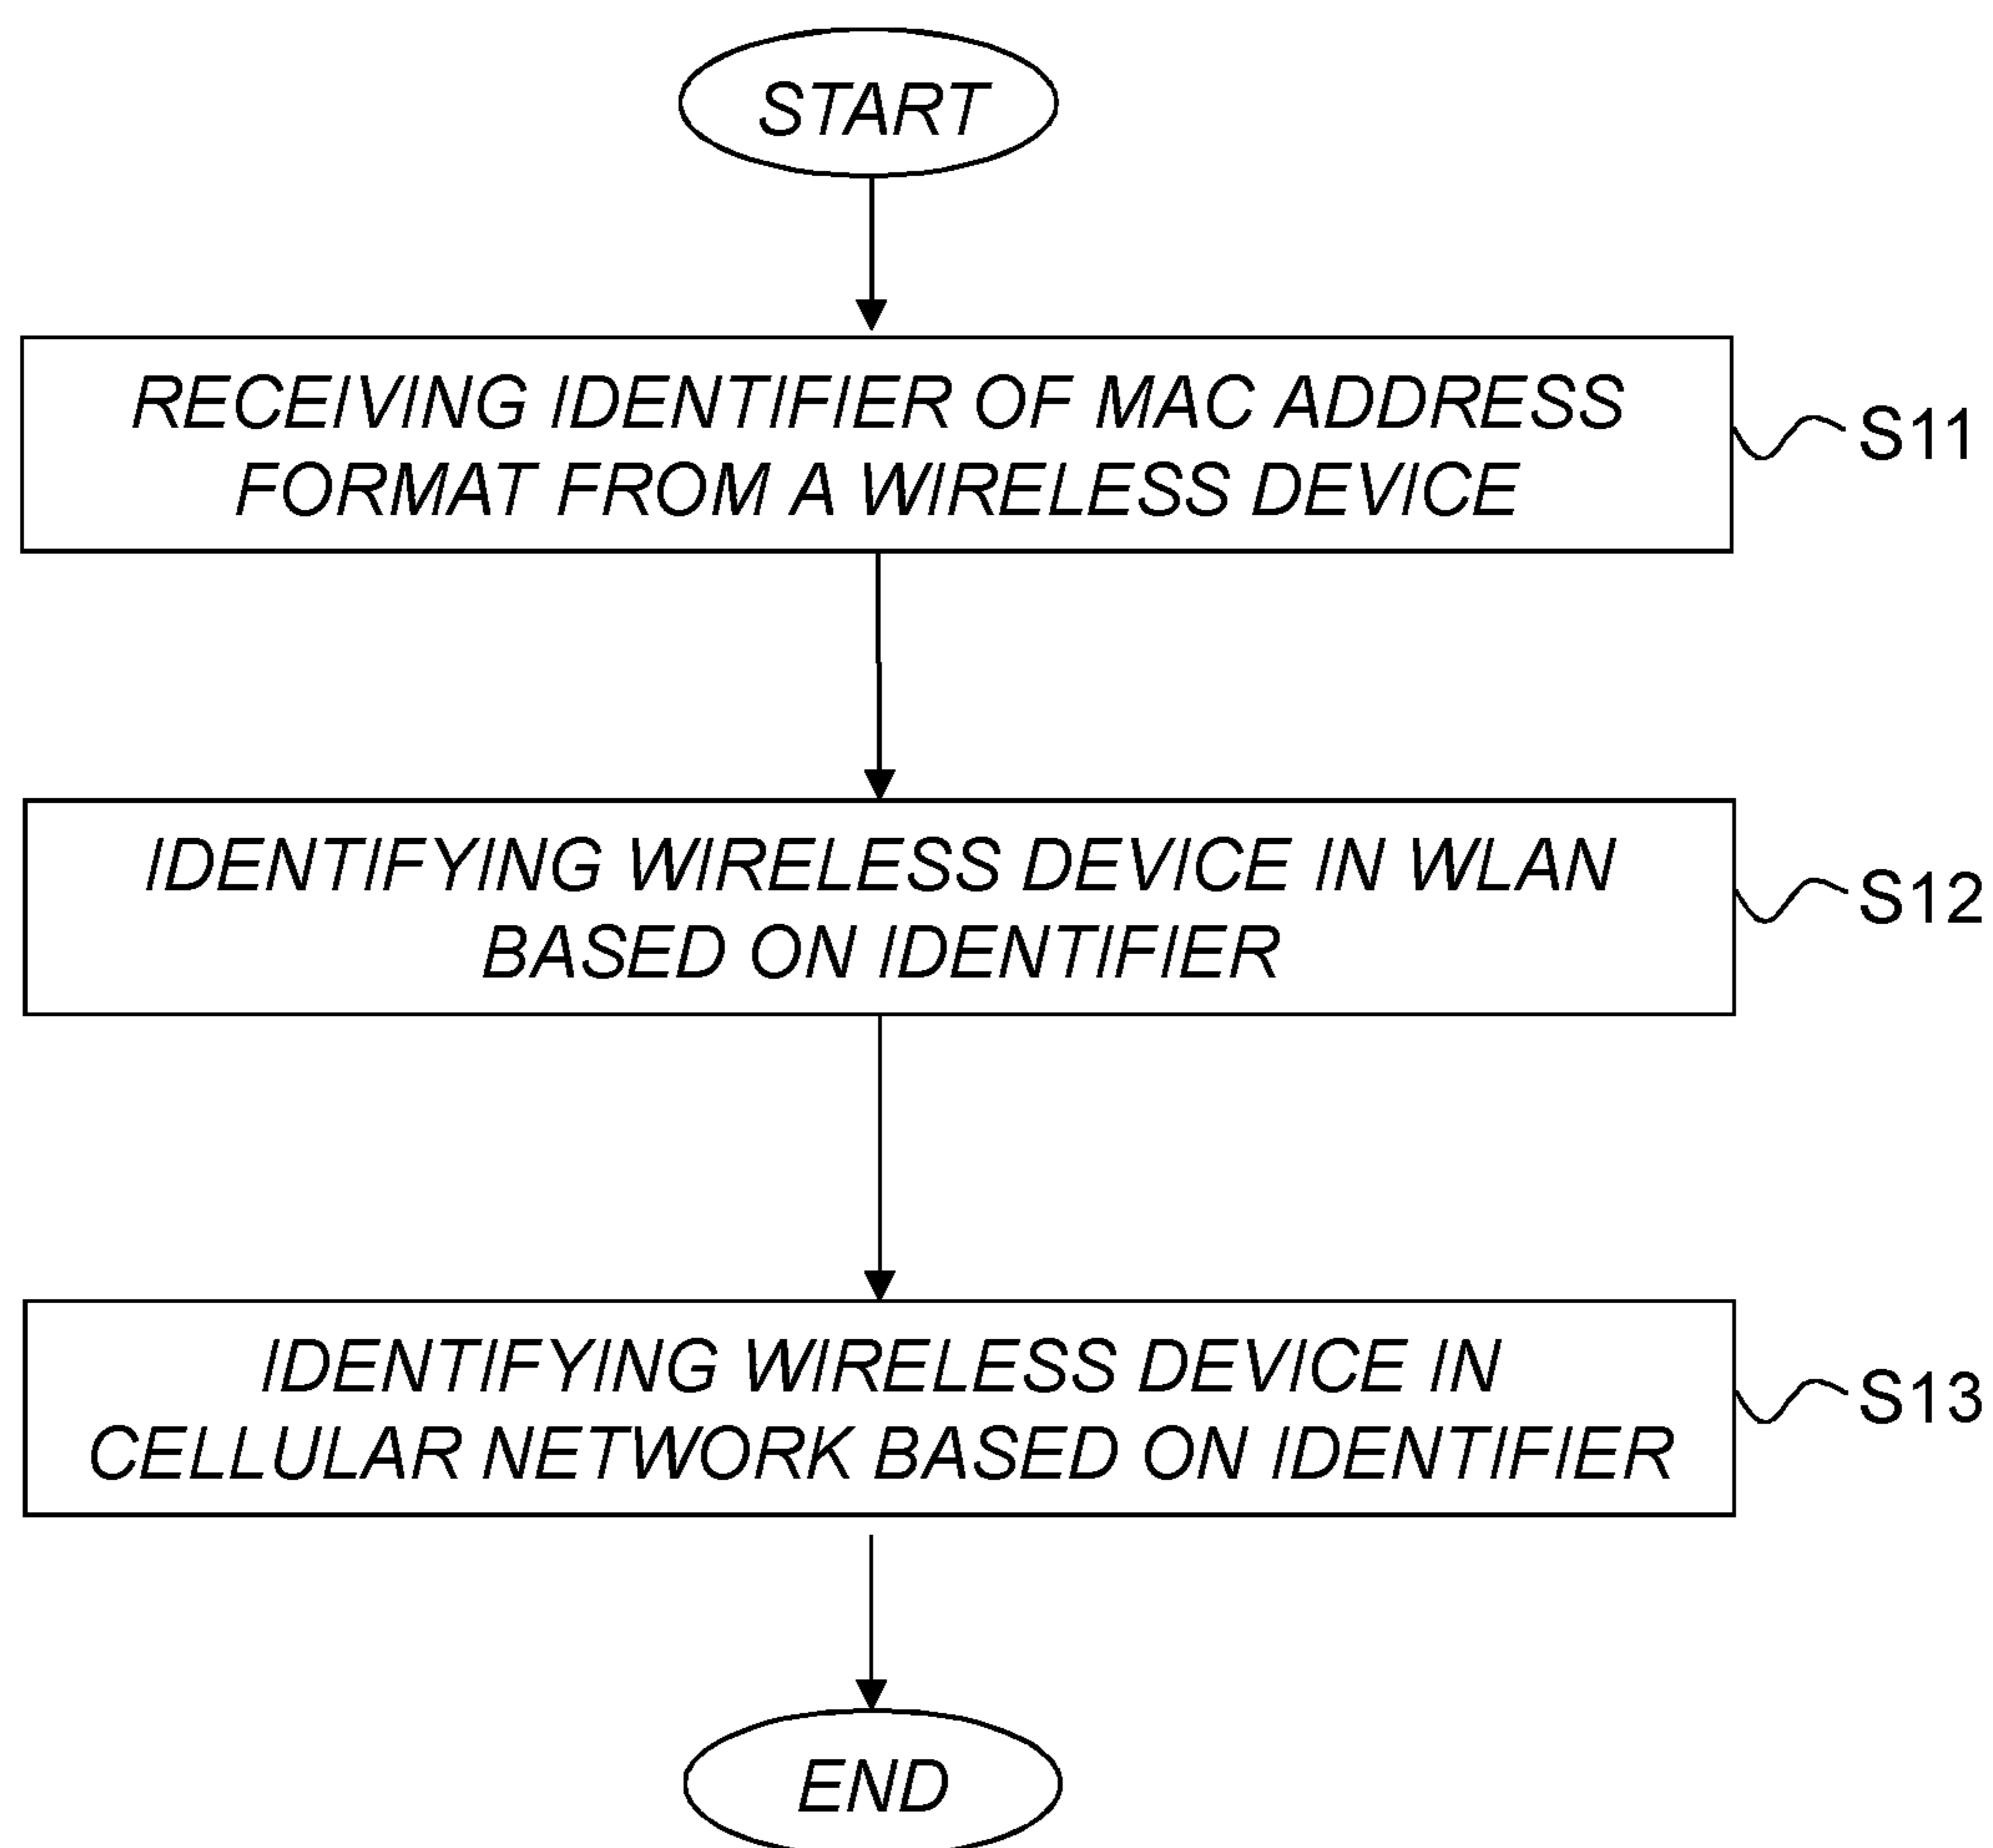 START
RECEIVING IDENTIFIER OF MAC ADDRESS
FORMAT FROM A WIRELESS DEVICE
S11
IDENTIFYING WIRELESS DEVICE IN WLAN
BASED ON IDENTIFIER
S12
IDENTIFYING WIRELESS DEVICE IN
CELLULAR NETWORK BASED ON IDENTIFIER
S13
END